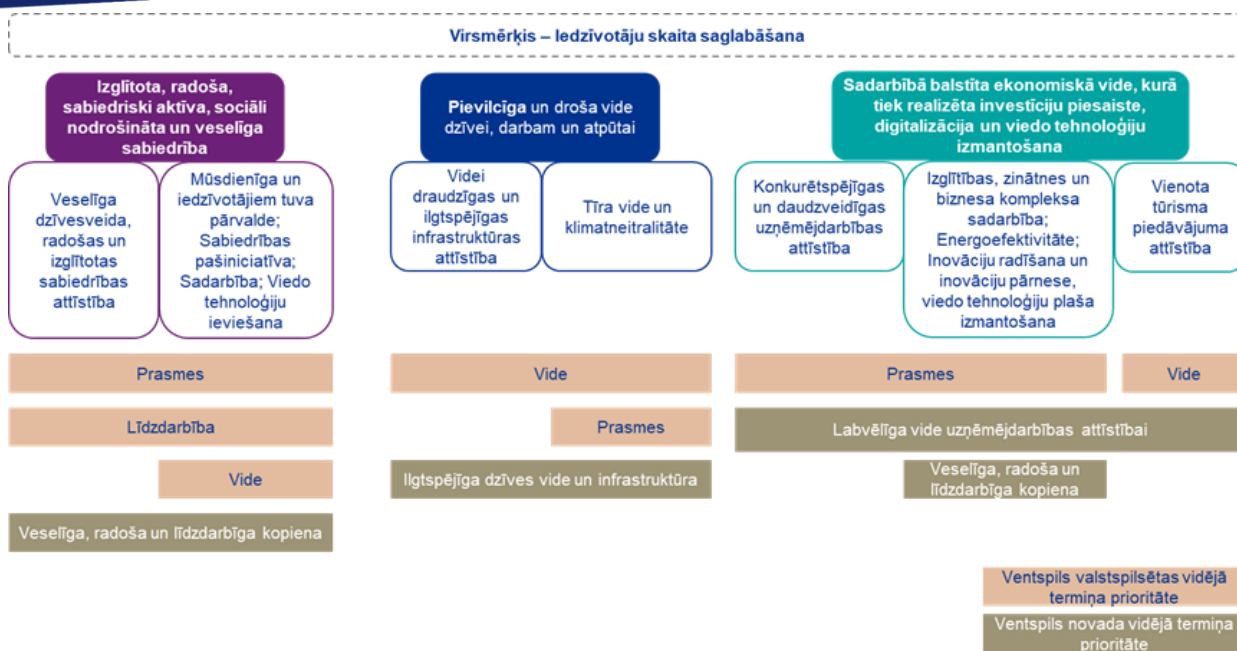 Virsmērķis – Iedzīvotāju skaita saglabāšana
Izglītota, radoša,
sabiedriski aktīva, sociāli
nodrošināta un veselīga
sabiedrība
Veselīga
dzīvesveida,
radošas un
izglītotas
sabiedrības
attīstība
Mūsdienīga un
iedzīvotājiem tuva
pārvalde;
Sabiedrības
pašiniciatīva;
Sadarbība; Viedo
tehnoloģiju
ieviešana
Pievilcīga un droša vide
dzīvei, darbam un atpūtai
Videi
draudzīgas un
ilgtspējīgas
infrastruktūras
attīstība
Tīra vide un
klimatneitralitāte
Sadarbībā balstīta ekonomiskā vide, kurā
tiek realizēta investīciju piesaiste,
digitalizācija un viedo tehnoloģiju
izmantošana
Konkurētspējīgas
un daudzveidīgas
uzņēmējdarbības
attīstība
Izglītības, zinātnes un
biznesa kompleksa
sadarbība;
Energoefektivitāte;
Inovāciju radīšana un
inovāciju pārnese,
viedo tehnoloģiju plaša
izmantošana
Vienota
tūrisma
piedāvājuma
attīstība
Prasmes
Vide
Prasmes
Vide
Līdzdarbība
Prasmes
Labvēlīga vide uzņēmējdarbības attīstībai
Vide
Ilgtspējīga dzīves vide un infrastruktūra
Veselīga, radoša un
līdzdarbīga kopiena
Veselīga, radoša un līdzdarbīga kopiena
Ventspils valstspilsētas vidējā
termiņa prioritāte
Ventspils novada vidējā termiņa
prioritāte